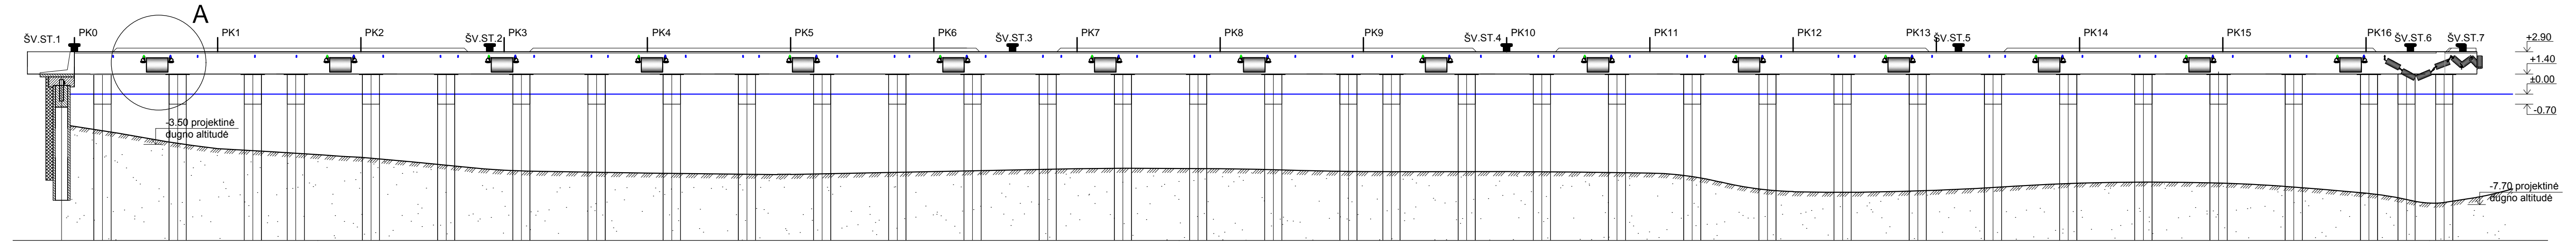 A
ŠV.ST.1
PK0
PK1
PK2
ŠV.ST.2
PK3
PK4
PK5
PK6
ŠV.ST.3
PK7
PK8
PK9
ŠV.ST.4
PK10
PK11
PK12
PK13
ŠV.ST.5
PK14
PK15
PK16
ŠV.ST.6
ŠV.ST.7
+2.90
+1.40
±0.00
-0.70
-3.50 projektinė
dugno altitudė
-7.70 projektinė
dugno altitudė